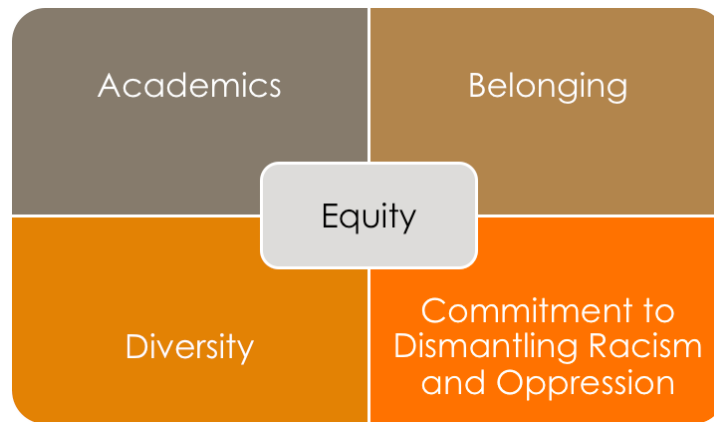 Academics
Belonging
Equity
Diversity
Commitment to
Dismantling Racism
and Oppression